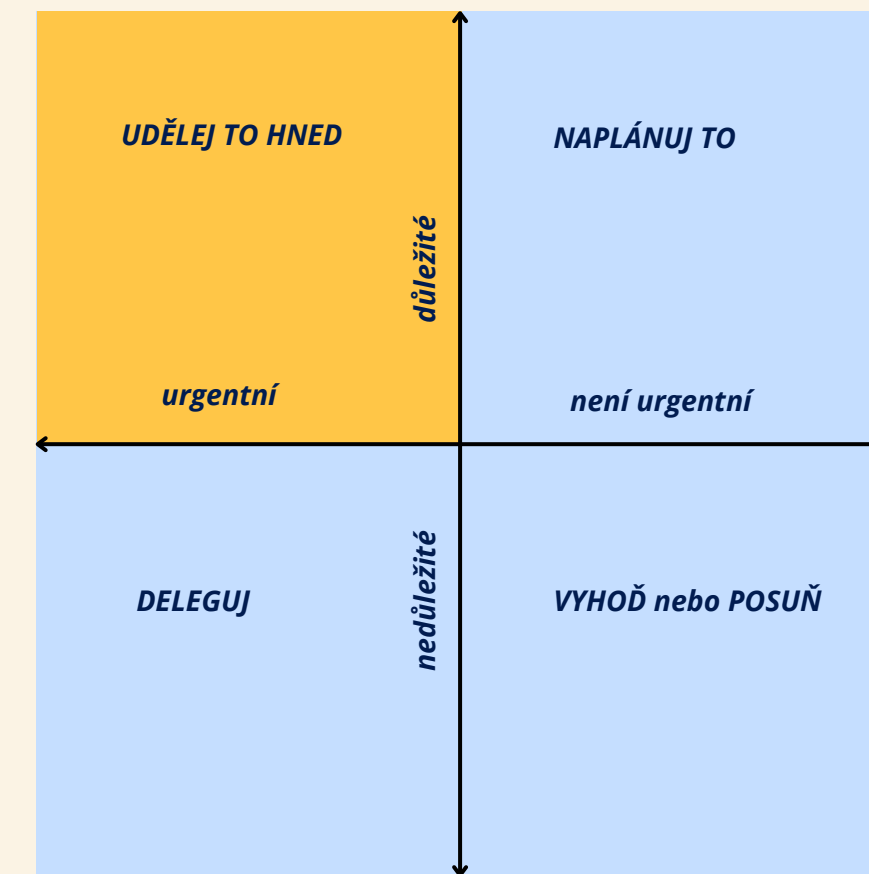 UDĚLEJ TO HNED
NAPLÁNUJ TO
důležité
urgentní
není urgentní
nedůležité
DELEGUJ
VYHOĎ nebo POSUŇ